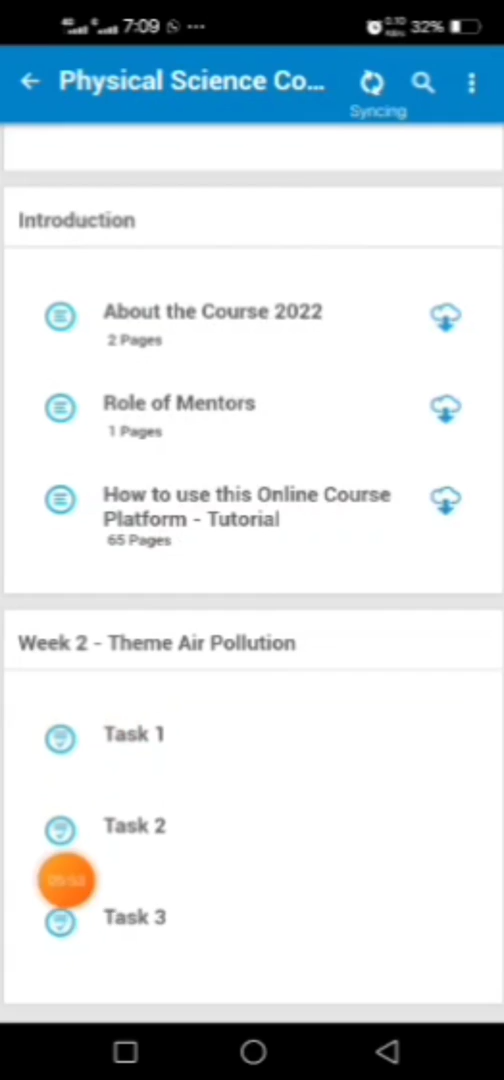 7:09
32%
Physical Science Co...
Syncing
Introduction
About the Course 2022
2 Pages
Role of Mentors
1 Pages
How to use this Online Course
Platform - Tutorial
65 Pages
Week 2 - Theme Air Pollution
Task 1
Task 2
Task 3